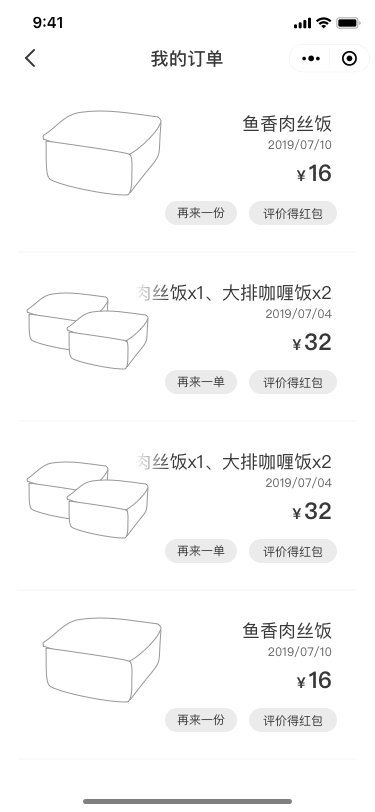 9:41
我的订单
鱼香肉丝饭
2019/07/10
¥16
再来一份 评价得红包
肉丝饭x1、大排咖喱饭x2
2019/07/04
¥32
再来一单 评价得红包
肉丝饭x1、大排咖喱饭x2
2019/07/04
¥32
再来一单 评价得红包
鱼香肉丝饭
2019/07/10
¥16
再来一份 评价得红包